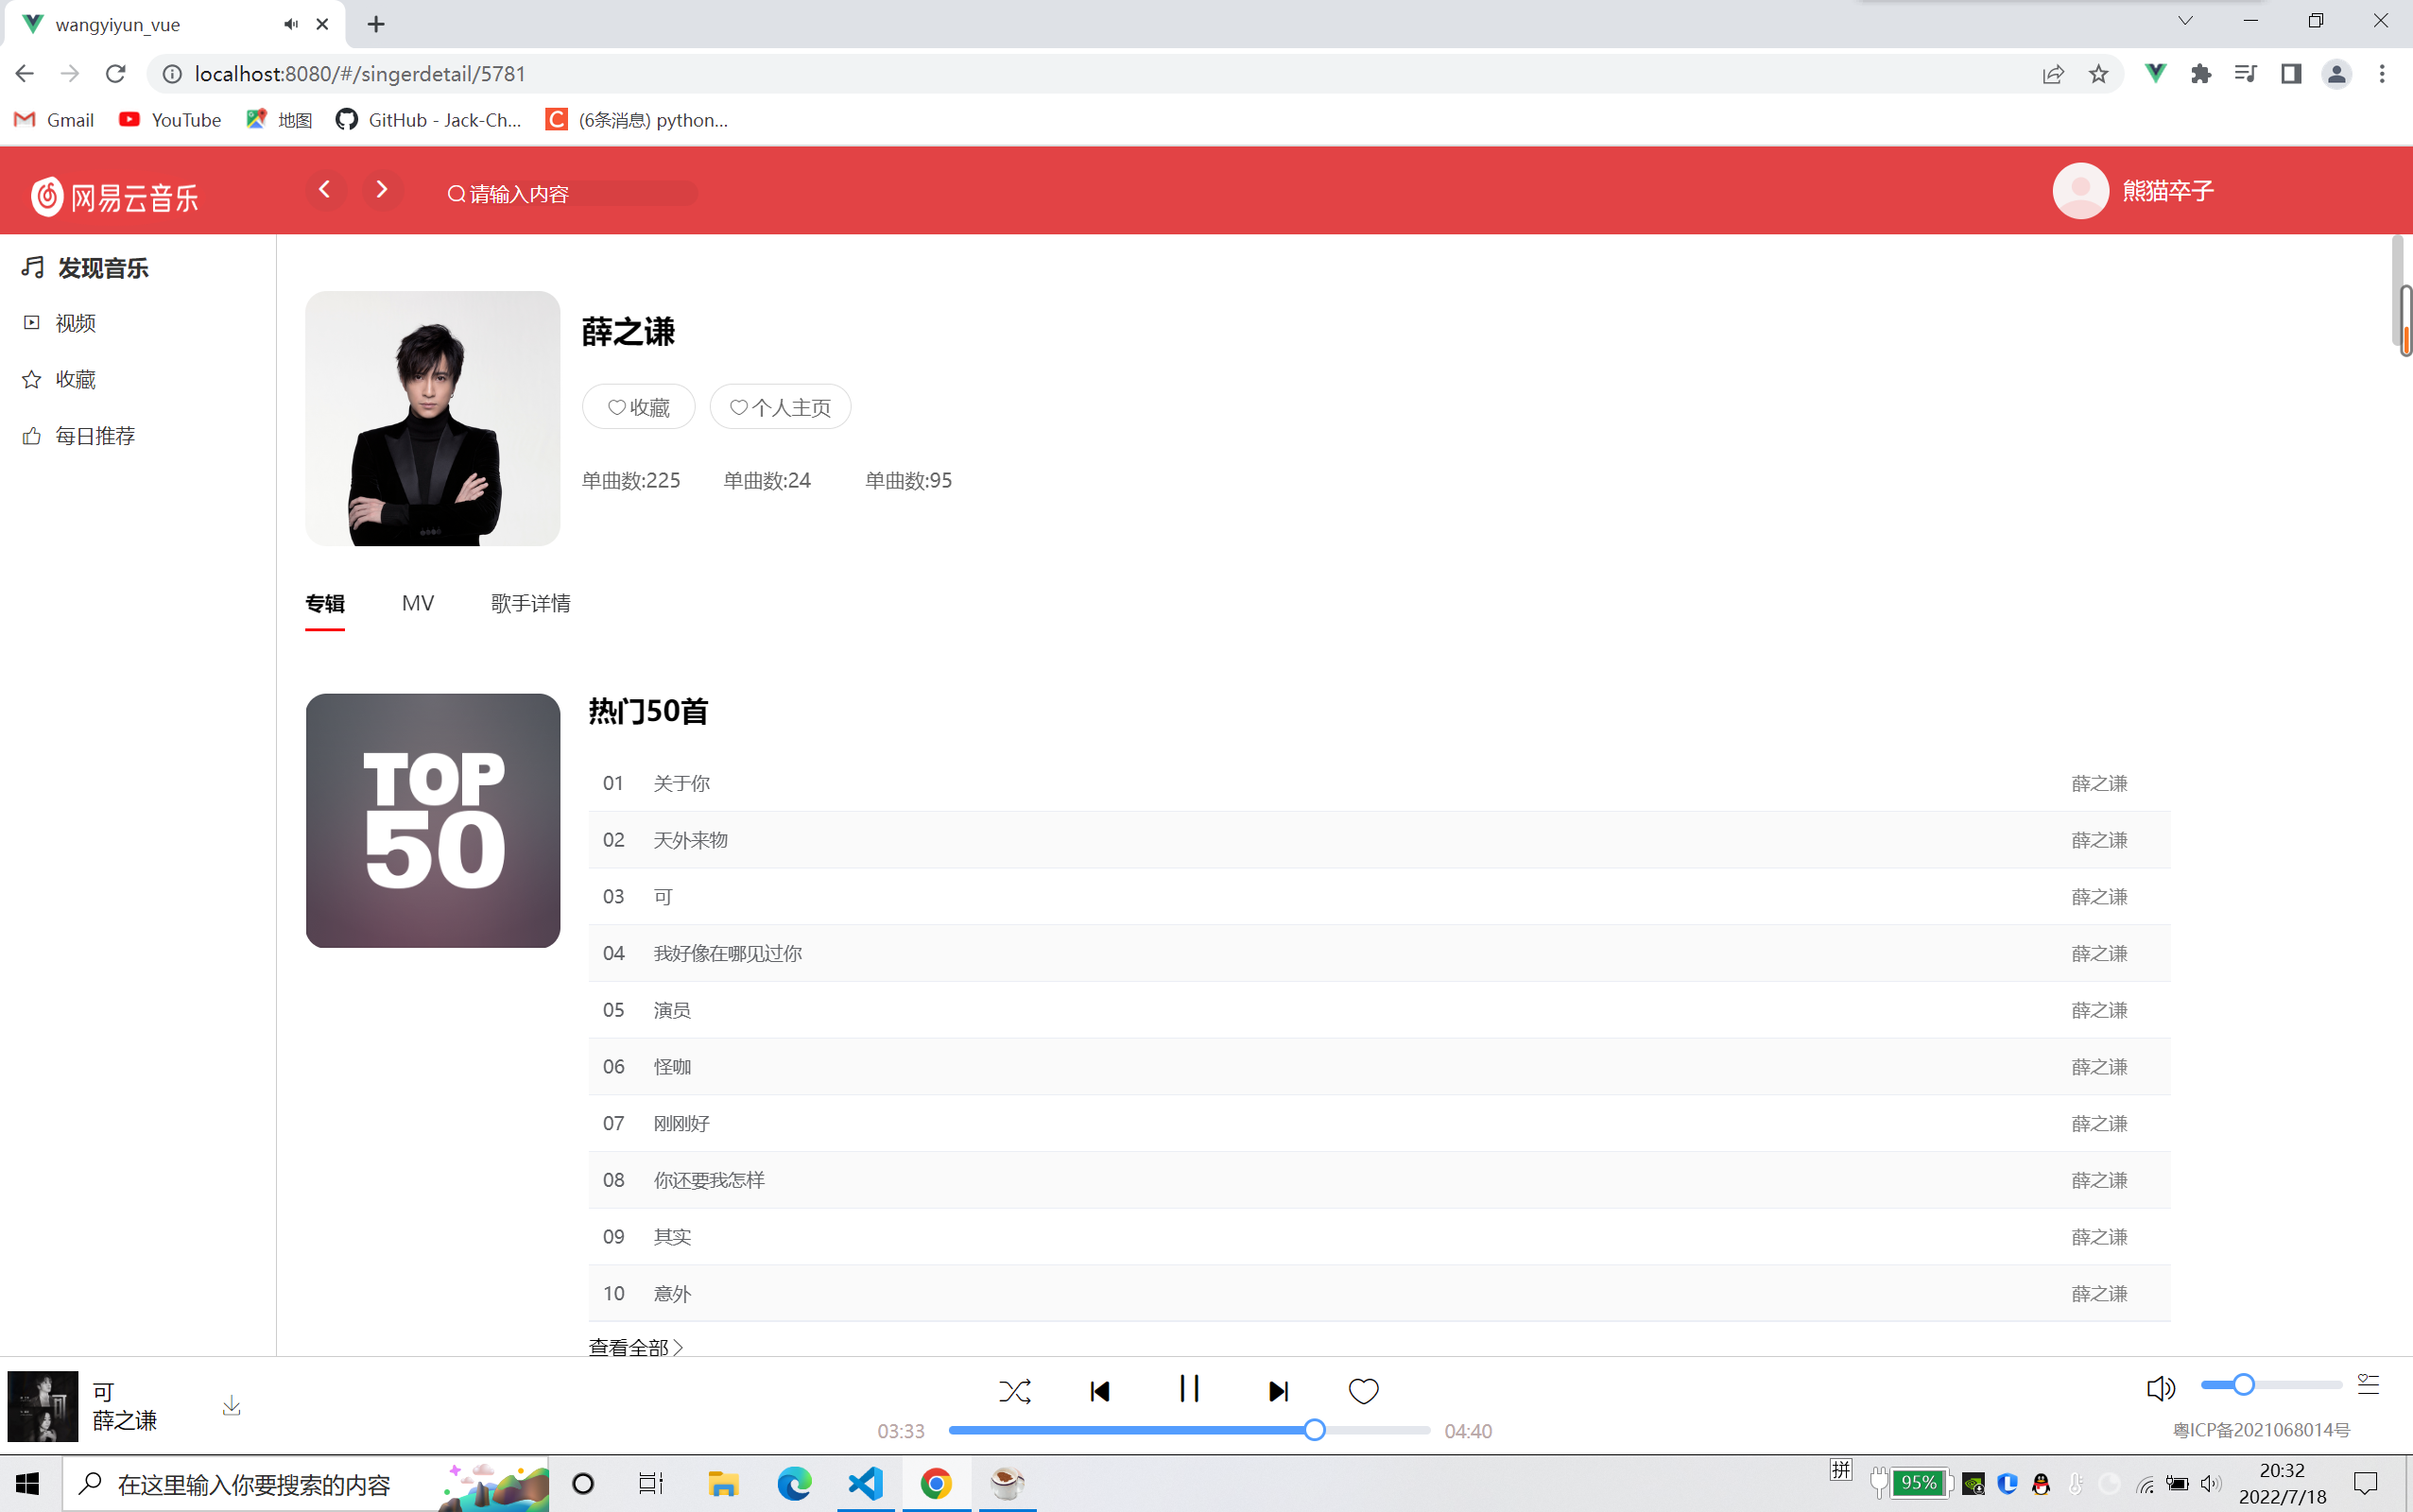 wangyiyun_vue
localhost:8080/#/singerdetail/5781
Gmail
YouTube
地图
GitHub - Jack-Ch...
(6条消息) python...
网易云音乐
请输入内容
熊猫卒子
发现音乐
视频
收藏
每日推荐
薛之谦
收藏
个人主页
单曲数:225
单曲数:24
单曲数:95
专辑
MV
歌手详情
TOP
50
热门50首
01 关于你 薛之谦
02 天外来物 薛之谦
03 可 薛之谦
04 我好像在哪见过你 薛之谦
05 演员 薛之谦
06 怪咖 薛之谦
07 刚刚好 薛之谦
08 你还要我怎样 薛之谦
09 其实 薛之谦
10 意外 薛之谦
查看全部
可
薛之谦
03:33
04:40
粤ICP备2021068014号
在这里输入你要搜索的内容
拼
95%
20:32
2022/7/18